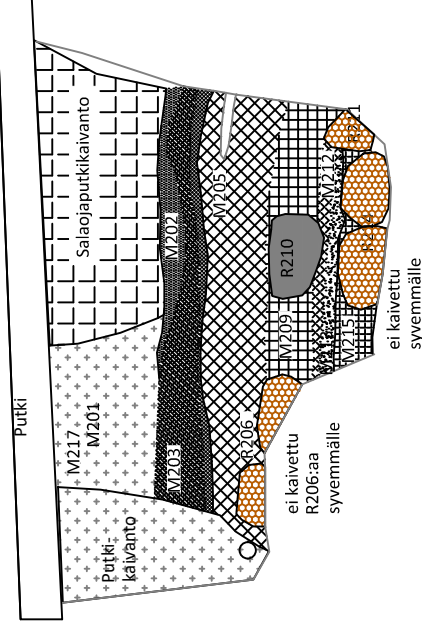 Putki
Salaojaputkikaivanto
M217
M201
Putki-
kaivanto
M202
M203
M205
R206
R210
M209
M212
M215
ei kaivettu
R206:aa
syvemmälle
ei kaivettu
syvemmälle